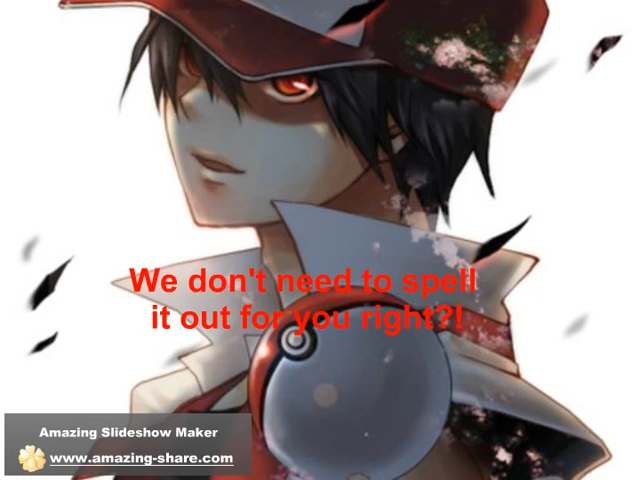 We don't need to spell
it out for you right?!
Amazing Slideshow Maker
www.amazing-share.com